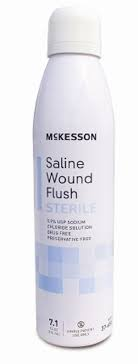 McKESSON
Saline
Wound
Flush
STERILE
0.9% USP SODIUM
CHLORIDE SOLUTION
DRUG FREE
PRESERVATIVE FREE
7.1